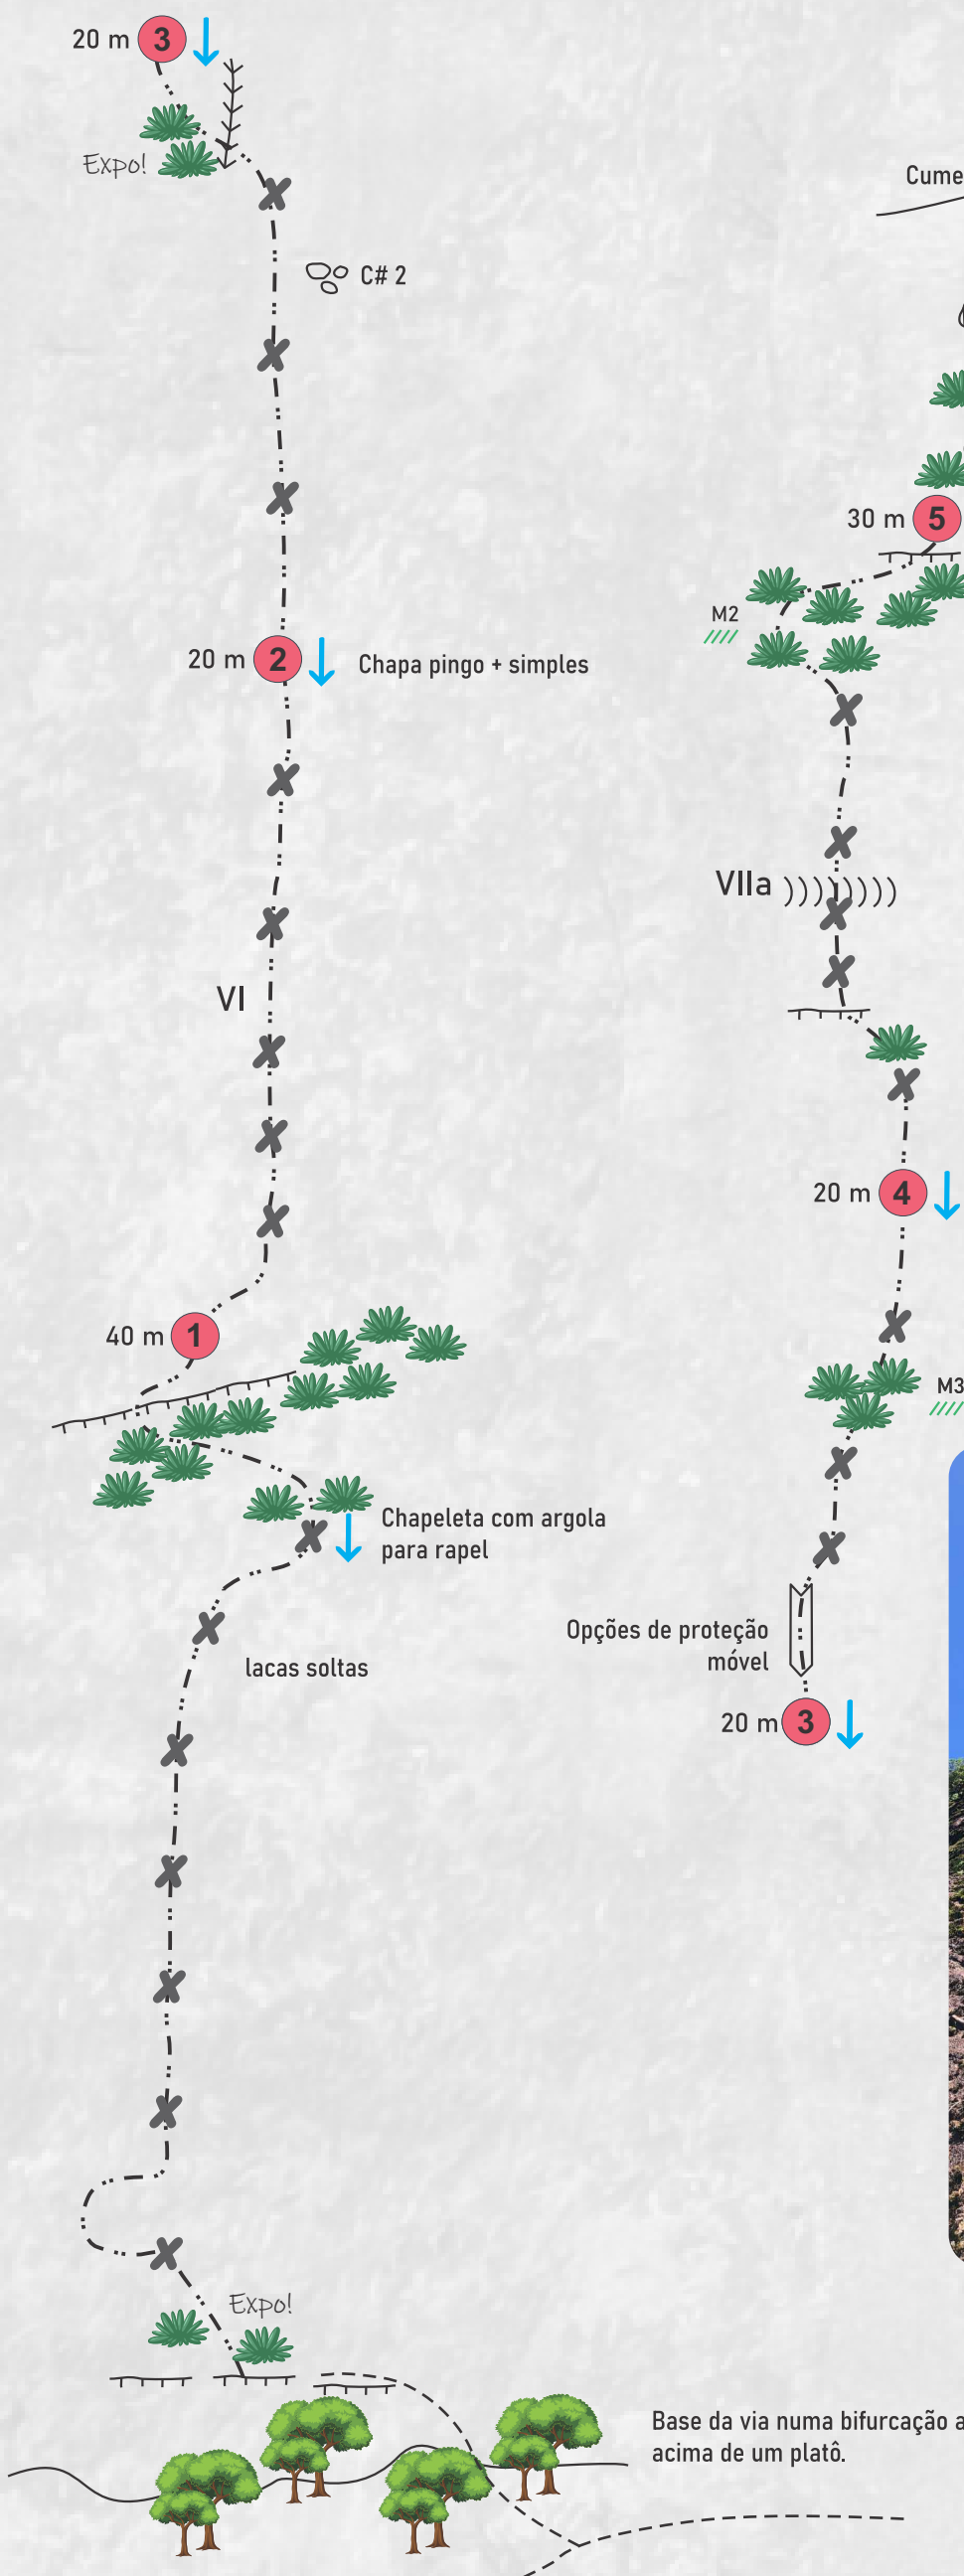 20 m 3
Expo!
C# 2
20 m 2
Chapa pingo + simples
VI
40 m 1
Chapeleta com argola
para rapel
lacas soltas
Expo!
Cume
30 m 5
M2
VIIa
20 m 4
M3
Opções de proteção
móvel
20 m 3
Base da via numa bifurcação a
acima de um platô.